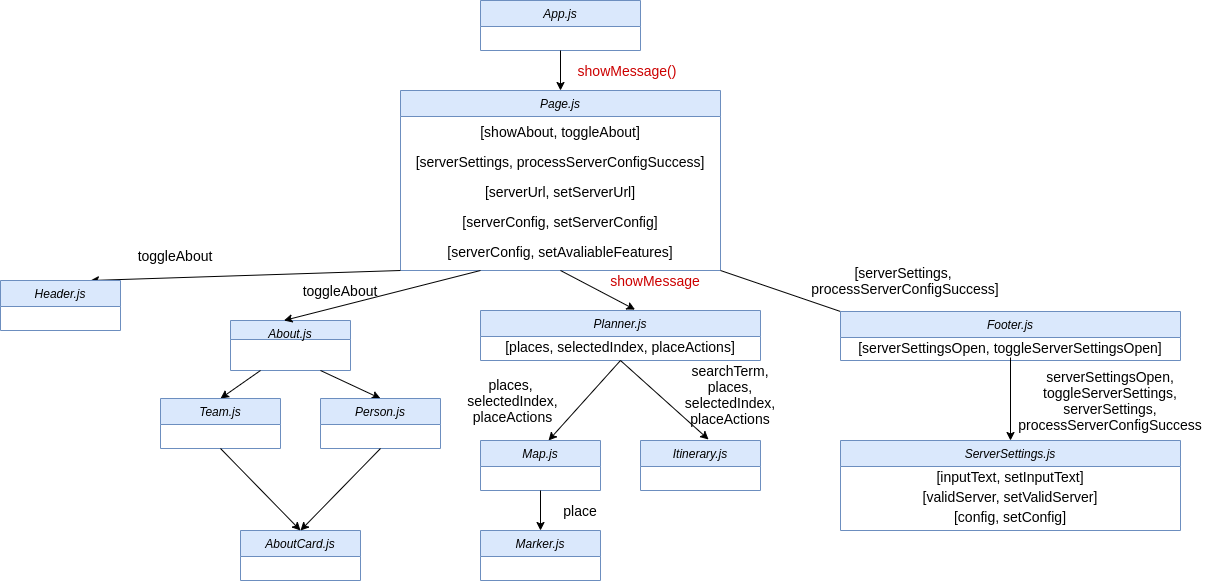 App.js
showMessage()
Page.js
[showAbout, toggleAbout]
[serverSettings, processServerConfigSuccess]
[serverUrl, setServerUrl]
[serverConfig, setServerConfig]
[serverConfig, setAvaliableFeatures]
toggleAbout
toggleAbout
showMessage
[serverSettings,
processServerConfigSuccess]
Header.js
About.js
Planner.js
[places, selectedIndex, placeActions]
Footer.js
[serverSettingsOpen, toggleServerSettingsOpen]
places,
selectedIndex,
placeActions
searchTerm,
places,
selectedIndex,
placeActions
serverSettingsOpen,
toggleServerSettings,
serverSettings,
processServerConfigSuccess
Team.js
Person.js
Map.js
Itinerary.js
ServerSettings.js
[inputText, setInputText]
[validServer, setValidServer]
[config, setConfig]
place
AboutCard.js
Marker.js